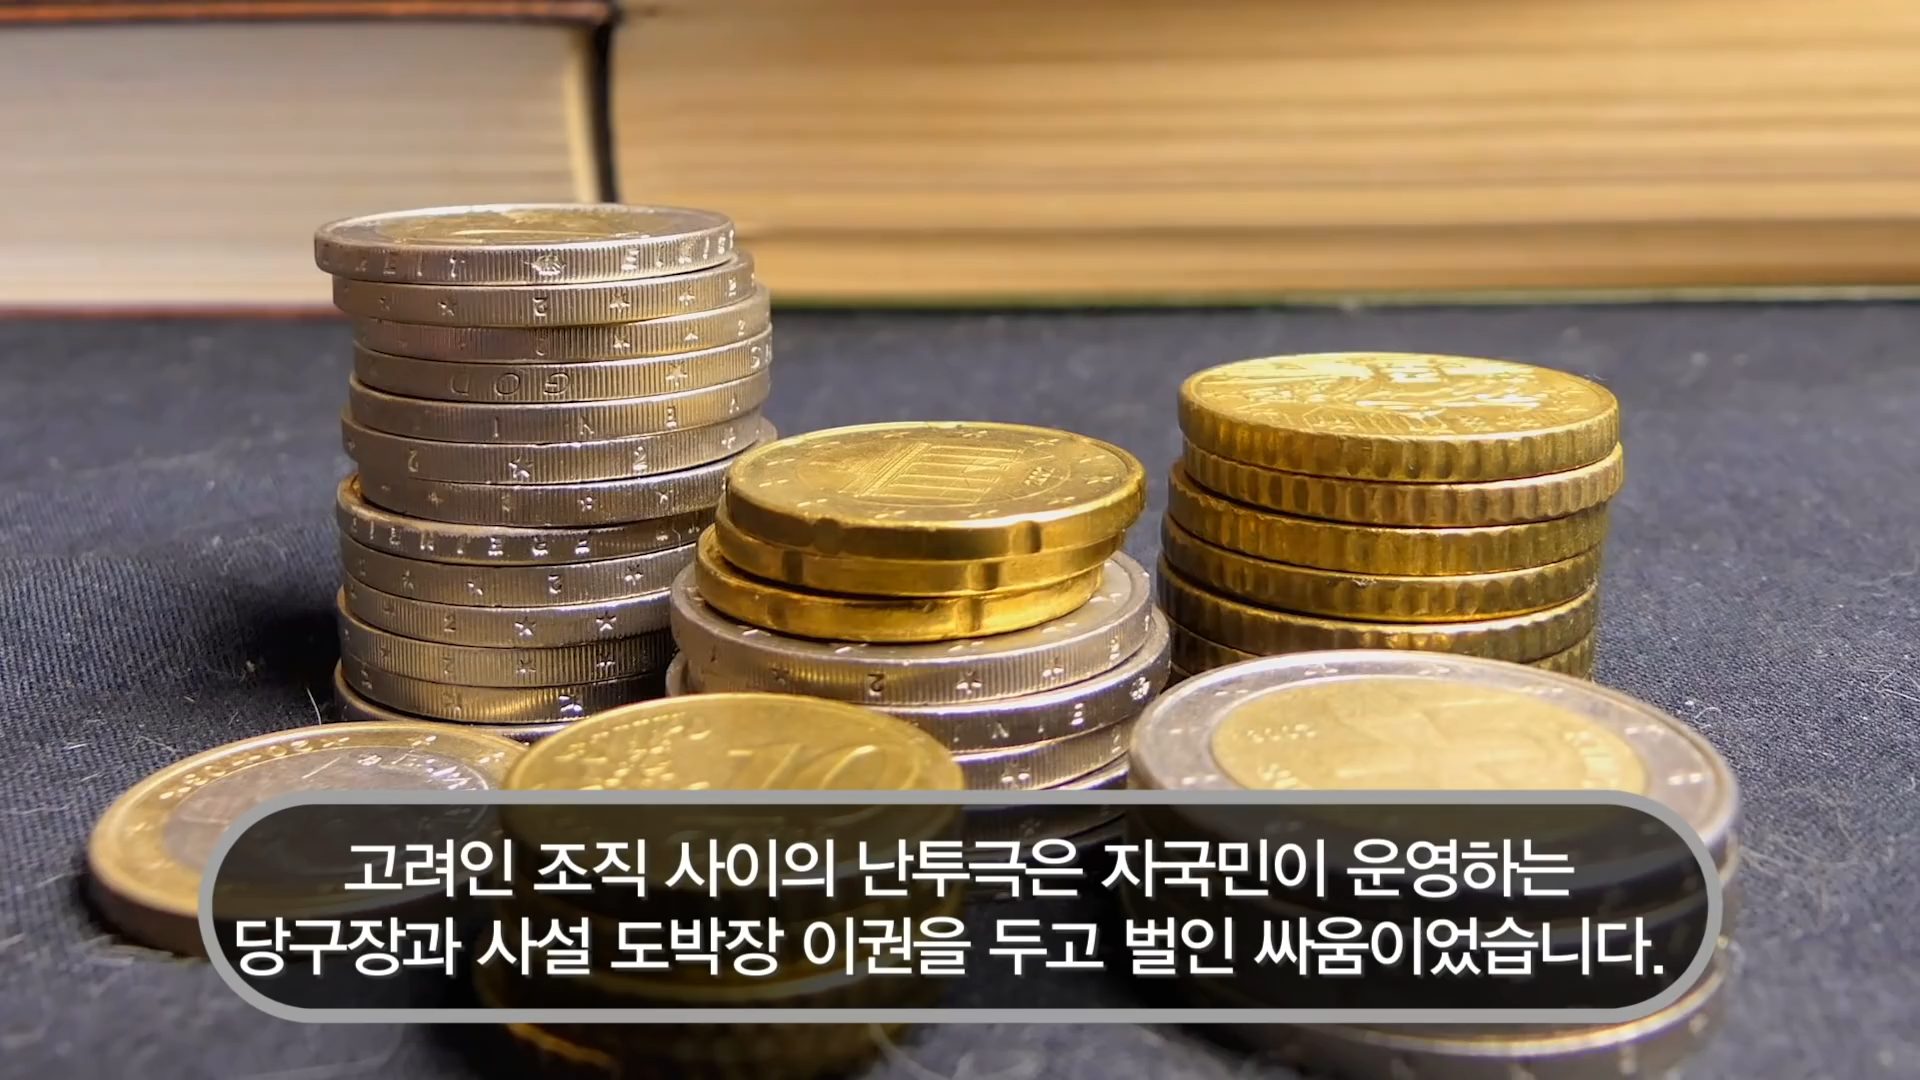 고려인 조직 사이의 난투극은 자국민이 운영하는
당구장과 사설 도박장 이권을 두고 벌인 싸움이었습니다.